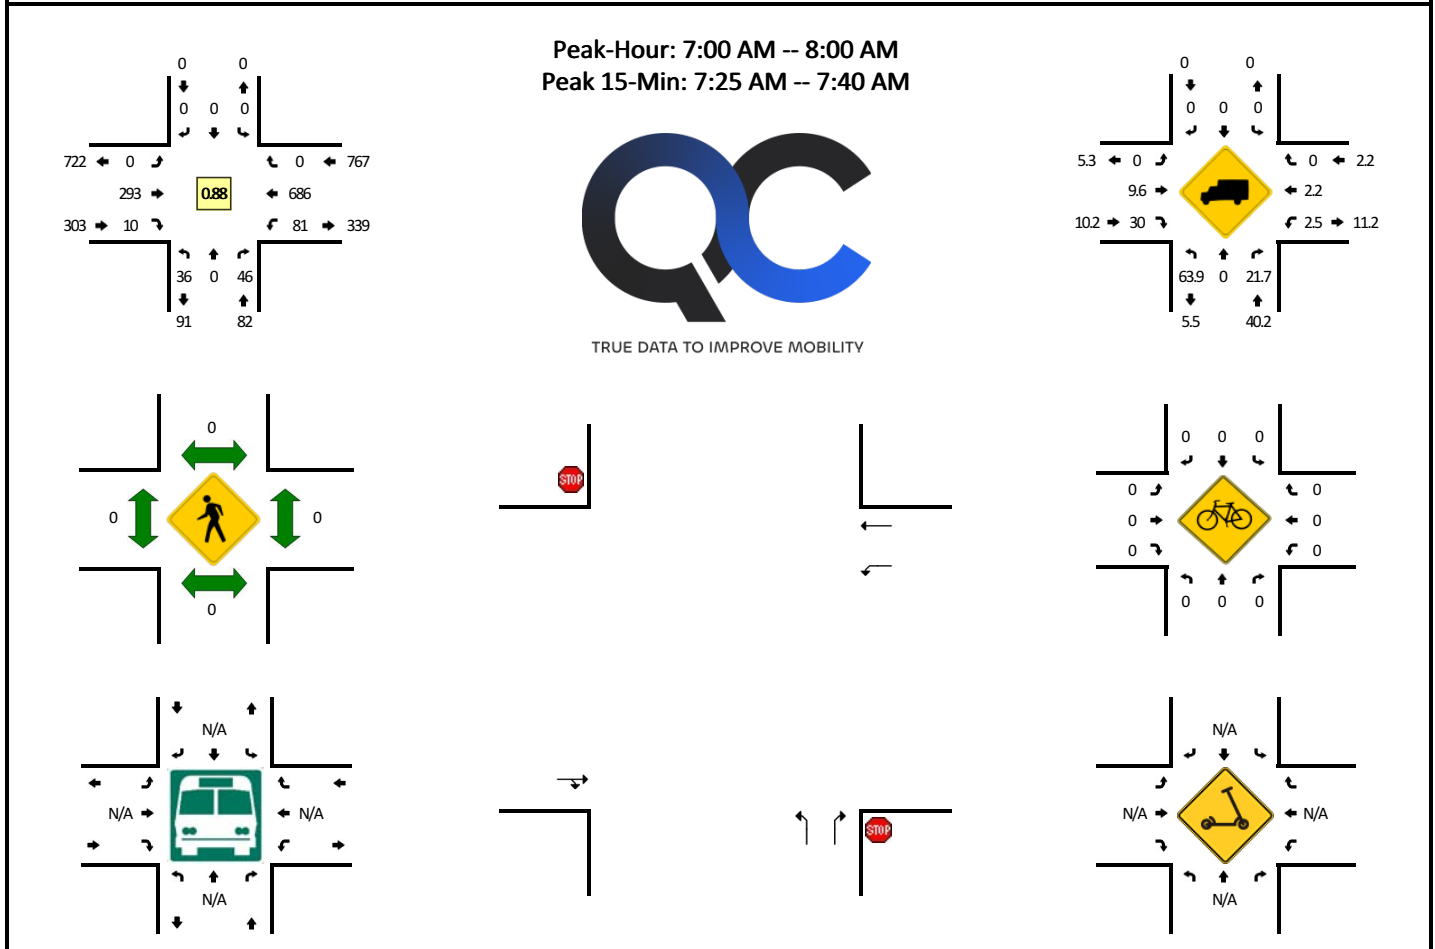 Peak-Hour: 7:00 AM -- 8:00 AM
Peak 15-Min: 7:25 AM -- 7:40 AM
0 0
0 0 0
722 0 0 767
293 0.88 686
303 10 81 339
36 0 46
91 82
TRUE DATA TO IMPROVE MOBILITY
0 0
0 0 0
5.3 0 0 2.2
9.6 2.2
10.2 30 2.5 11.2
63.9 0 21.7
5.5 40.2
0
0 0
0
STOP
STOP
0 0 0
0 0
0 0
0 0
0 0 0
N/A
N/A N/A
N/A
N/A
N/A N/A
N/A